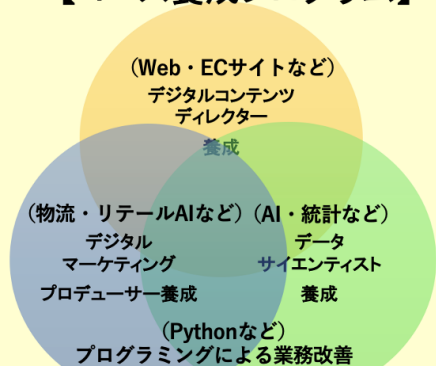 (Web・ECサイトなど)
デジタルコンテンツ
ディレクター
養成
(物流・リテールAIなど)
デジタル
マーケティング
プロデューサー養成
(AI・統計など)
データ
サイエンティスト
養成
(Pythonなど)
プログラミングによる業務改善